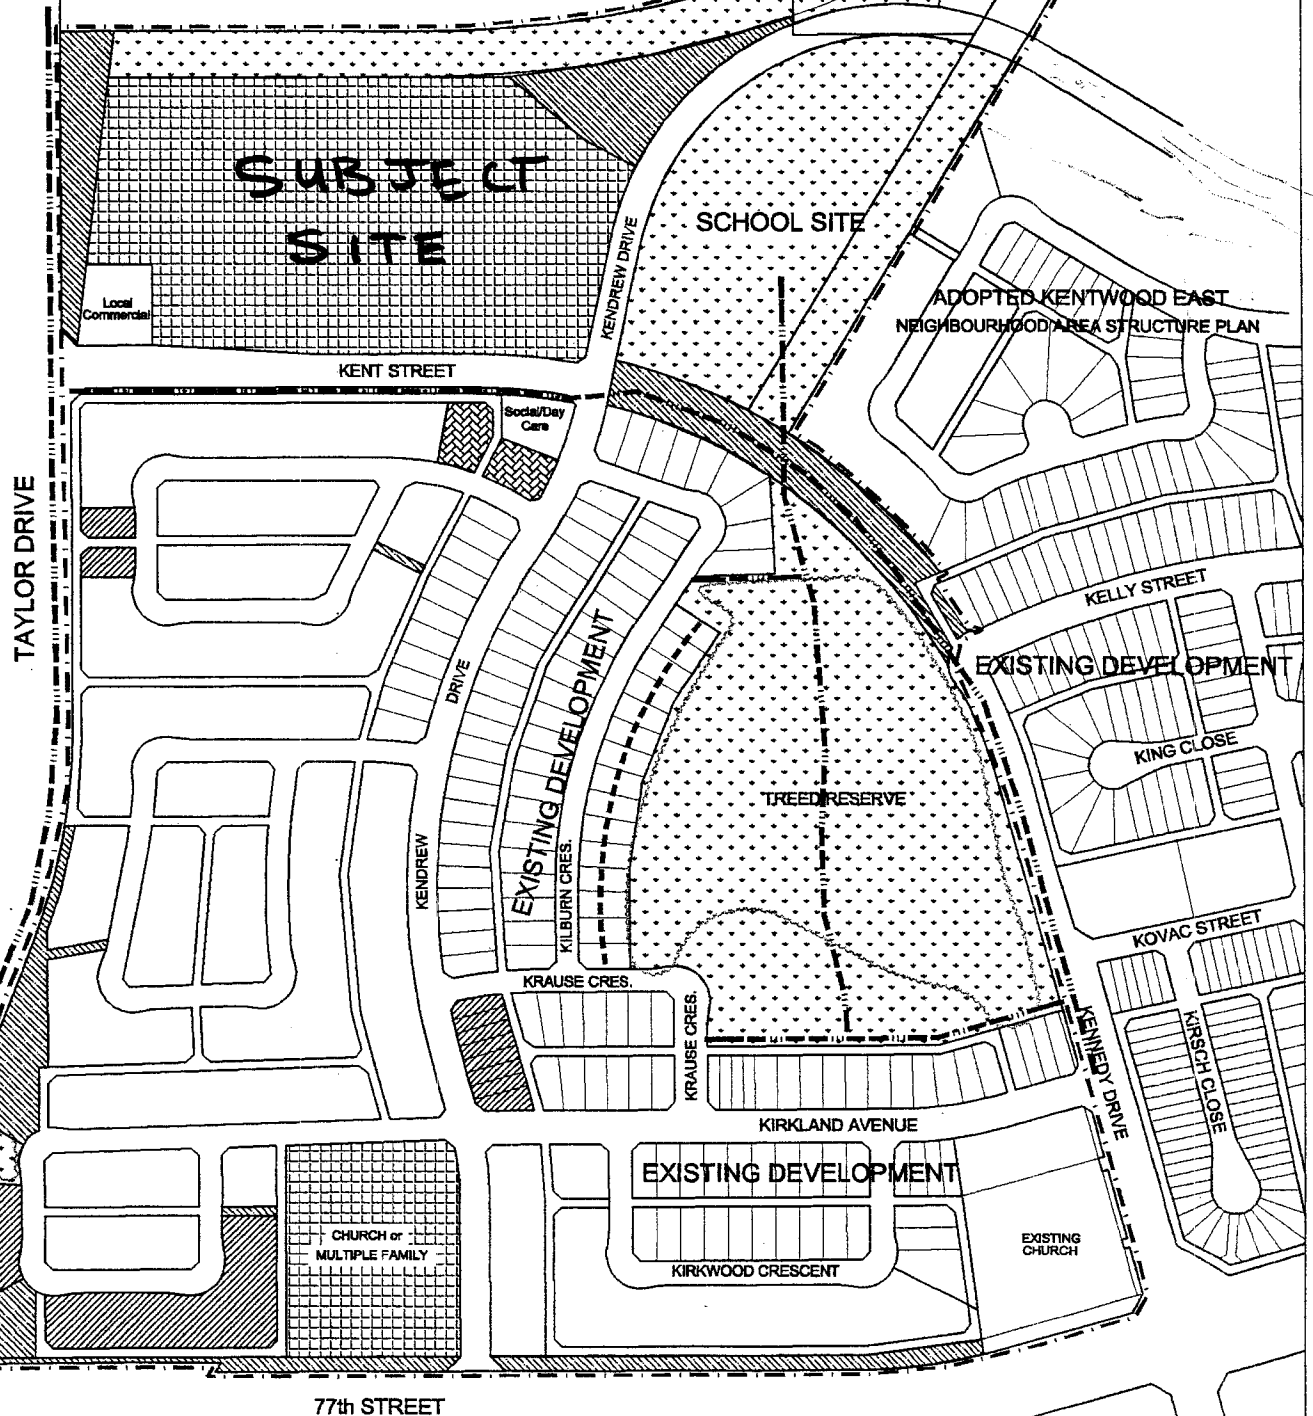 SUBJECT
SITE
SCHOOL SITE
KENDREW DRIVE
Local
Commercial
ADOPTED KENTWOOD EAST
NEIGHBOURHOOD AREA STRUCTURE PLAN
KENT STREET
Social/Day
Care
TAYLOR DRIVE
KELLY STREET
EXISTING DEVELOPMENT
EXISTING DEVELOPMENT
DRIVE
KENDREW
KING CLOSE
TREED RESERVE
KILBURN CRES.
KOVAC STREET
KRAUSE CRES.
KRAUSE CRES.
KENNEDY DRIVE
KIRSCH CLOSE
KIRKLAND AVENUE
EXISTING DEVELOPMENT
CHURCH or
MULTIPLE FAMILY
EXISTING
CHURCH
KIRKWOOD CRESCENT
77th STREET